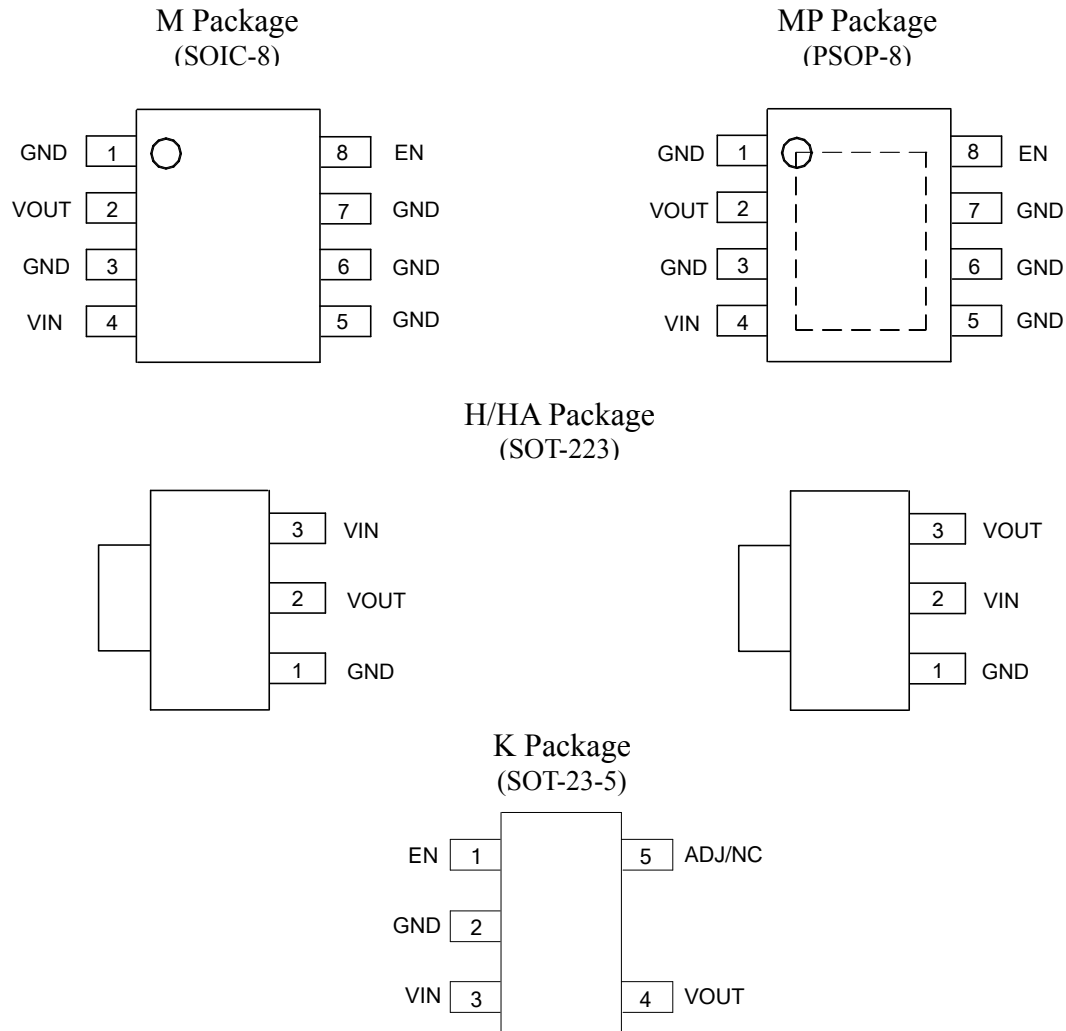 M Package
(SOIC-8)
MP Package
(PSOP-8)
GND 1 8 EN
VOUT 2 7 GND
GND 3 6 GND
VIN 4 5 GND
GND 1 8 EN
VOUT 2 7 GND
GND 3 6 GND
VIN 4 5 GND
H/HA Package
(SOT-223)
3 VIN
2 VOUT
1 GND
3 VOUT
2 VIN
1 GND
K Package
(SOT-23-5)
EN 1 5 ADJ/NC
GND 2
VIN 3 4 VOUT